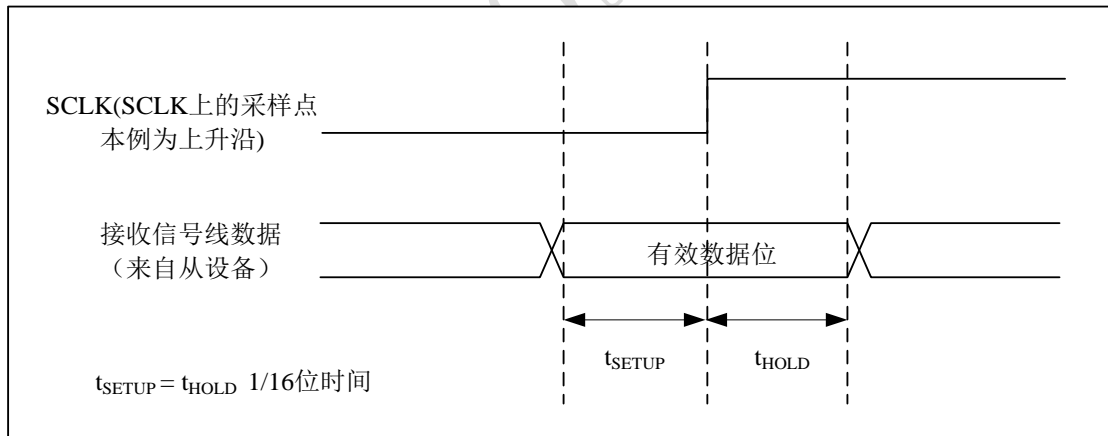 SCLK(SCLK上的采样点
本例为上升沿)
接收信号线数据
（来自从设备）
有效数据位
tSETUP
tHOLD
tSETUP = tHOLD 1/16位时间